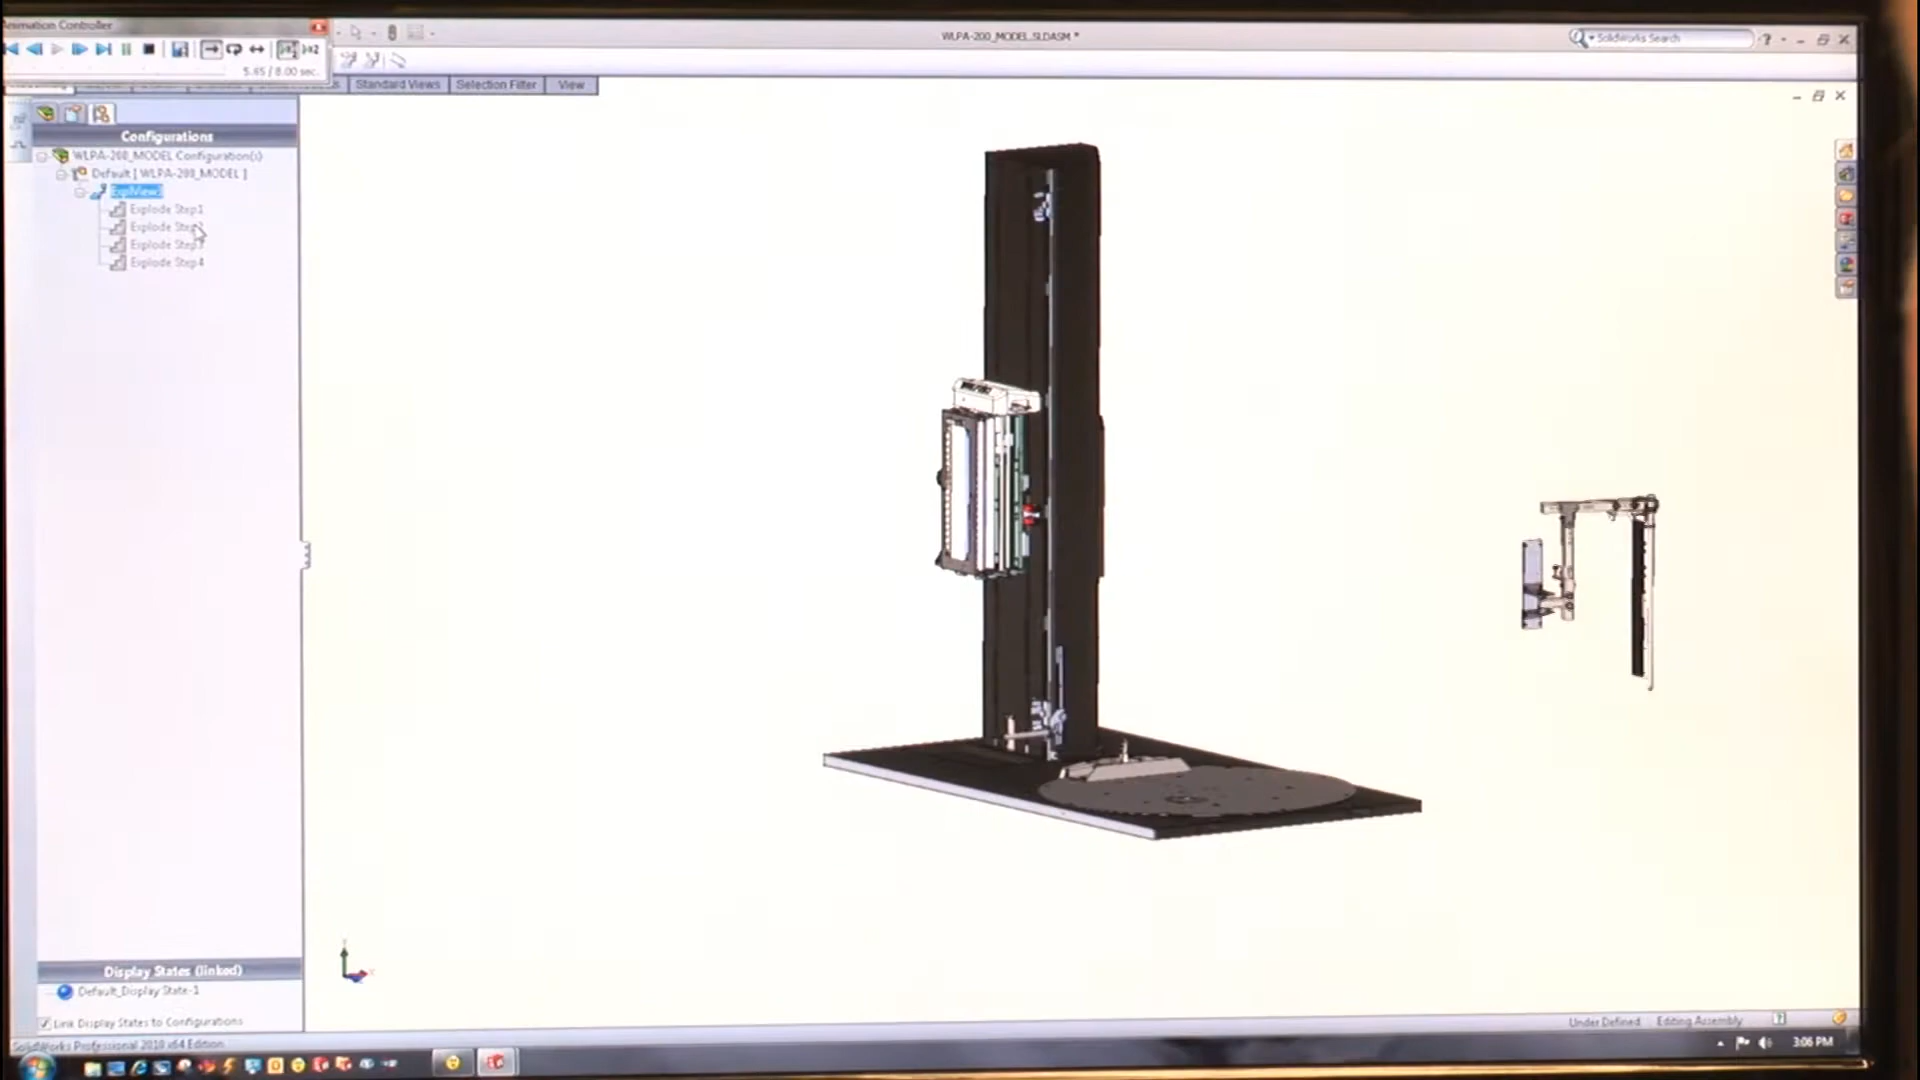 Animation Controller
WLPA-200_MODEL.SLDASM *
SolidWorks Search
5.65 / 8.00 sec.
Standard Views
Selection Filter
View
Configurations
WLPA-200_MODEL Configuration(s)
Default [ WLPA-200_MODEL ]
Explode Step1
Explode Step2
Explode Step3
Explode Step4
Display States (linked)
Default_Display State-1
Link Display States to Configurations
SolidWorks Professional 2010 x64 Edition
Under Defined
Editing Assembly
3:06 PM